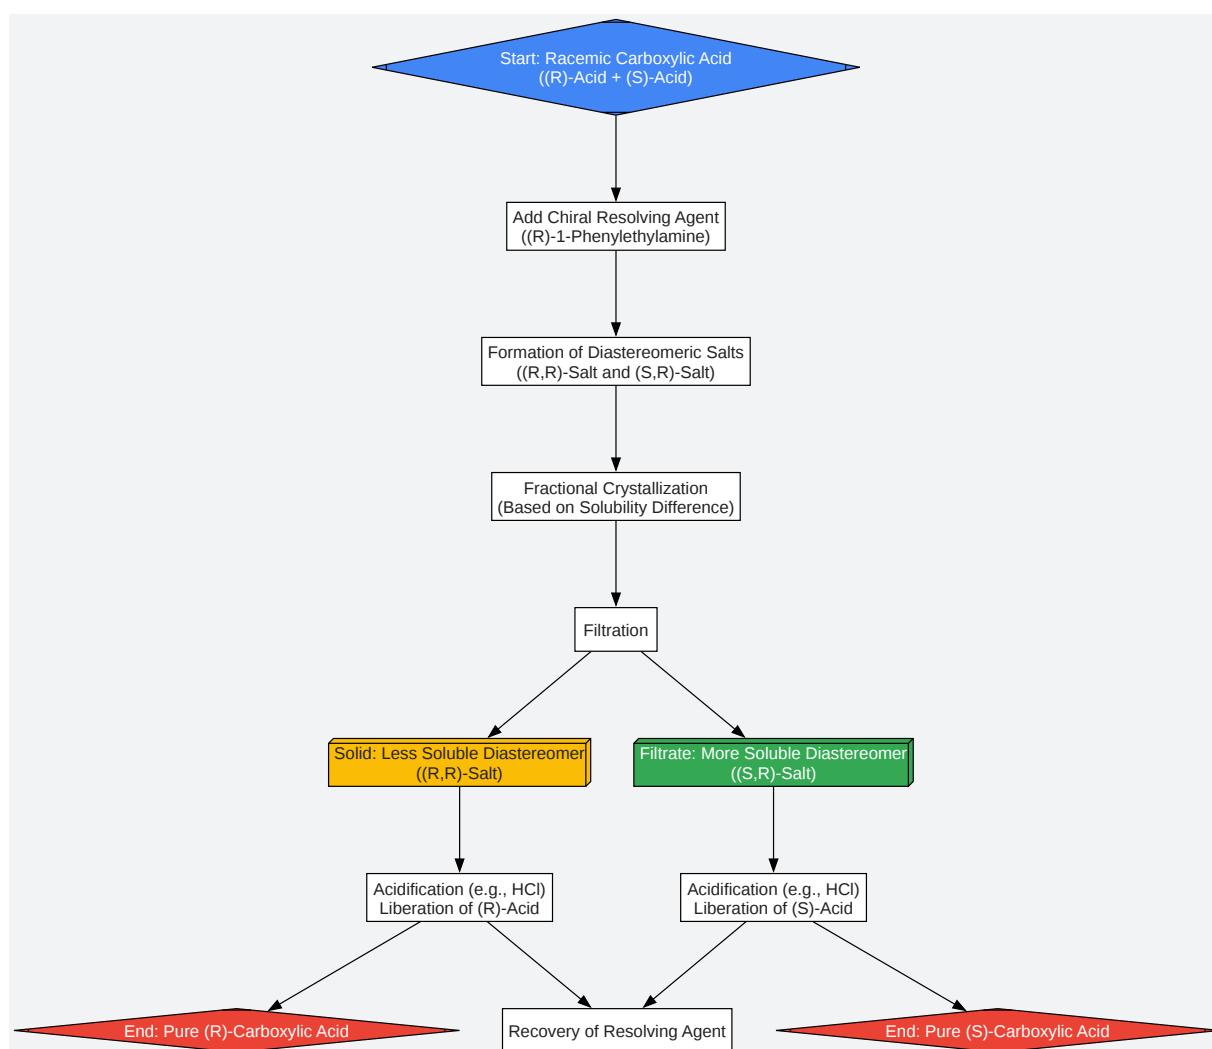 Start: Racemic Carboxylic Acid
((R)-Acid + (S)-Acid)
Add Chiral Resolving Agent
((R)-1-Phenylethylamine)
Formation of Diastereomeric Salts
((R,R)-Salt and (S,R)-Salt)
Fractional Crystallization
(Based on Solubility Difference)
Filtration
Solid: Less Soluble Diastereomer
((R,R)-Salt)
Filtrate: More Soluble Diastereomer
((S,R)-Salt)
Acidification (e.g., HCl)
Liberation of (R)-Acid
Acidification (e.g., HCl)
Liberation of (S)-Acid
End: Pure (R)-Carboxylic Acid
Recovery of Resolving Agent
End: Pure (S)-Carboxylic Acid